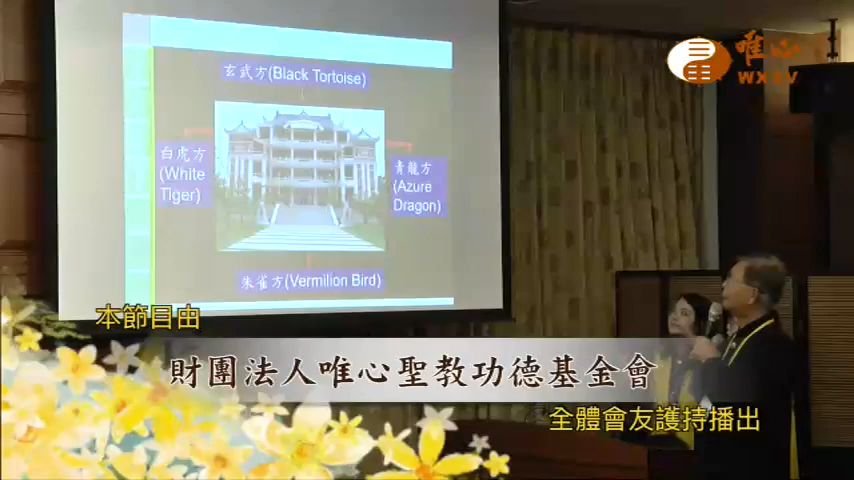 唯心
WXTV
玄武方(Black Tortoise)
白虎方
(White
Tiger)
青龍方
(Azure
Dragon)
朱雀方(Vermilion Bird)
本節目由
財團法人唯心聖教功德基金會
全體會友護持播出